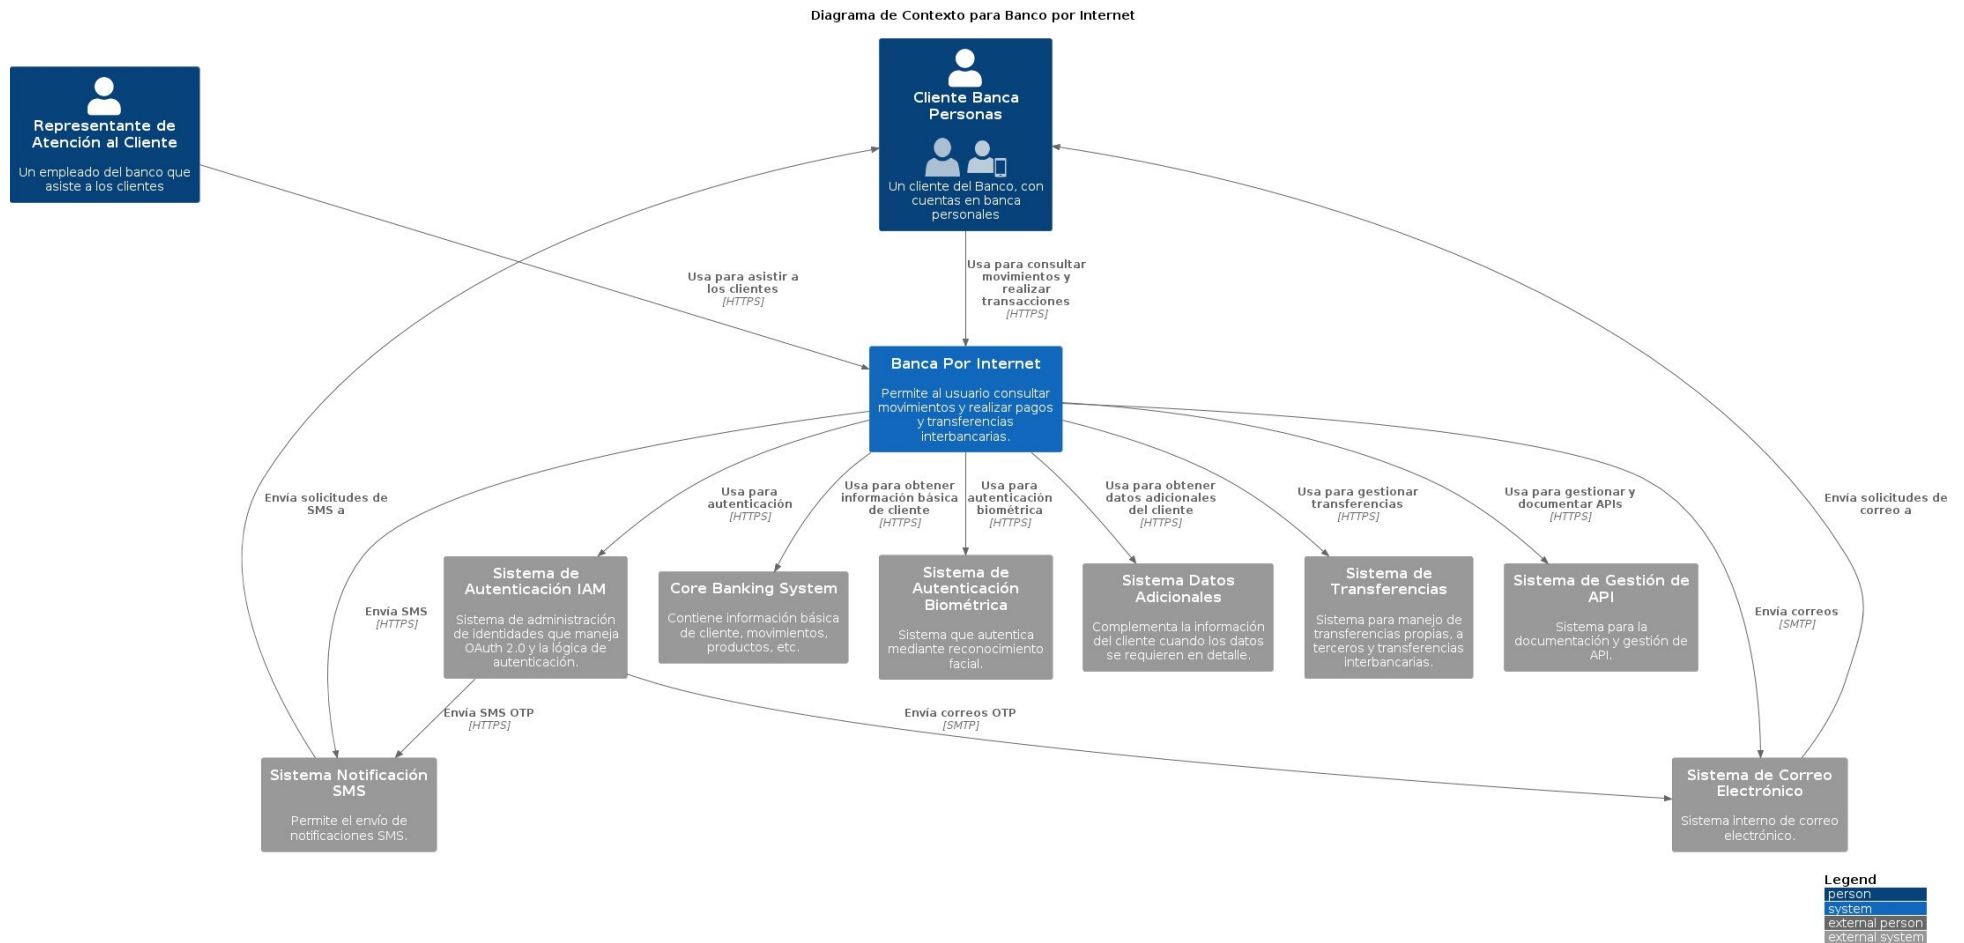 Diagrama de Contexto para Banco por Internet
Representante de
Atención al Cliente
Un empleado del banco que
asiste a los clientes
Cliente Banca
Personas
Un cliente del Banco, con
cuentas en banca
personales
Usa para asistir a
los clientes
[HTTPS]
Usa para consultar
movimientos y
realizar
transacciones
[HTTPS]
Banca Por Internet
Permite al usuario consultar
movimientos y realizar pagos
y transferencias
interbancarias.
Envía solicitudes de
SMS a
Usa para
autenticación
[HTTPS]
Usa para obtener
información básica
de cliente
[HTTPS]
Usa para
autenticación
biométrica
[HTTPS]
Usa para obtener
datos adicionales
del cliente
[HTTPS]
Usa para gestionar
transferencias
[HTTPS]
Usa para gestionar y
documentar APIs
[HTTPS]
Envía solicitudes de
correo a
Envía SMS
[HTTPS]
Sistema de
Autenticación IAM
Sistema de administración
de identidades que maneja
OAuth 2.0 y la lógica de
autenticación.
Core Banking System
Contiene información básica
de cliente, movimientos,
productos, etc.
Sistema de
Autenticación
Biométrica
Sistema que autentica
mediante reconocimiento
facial.
Sistema Datos
Adicionales
Complementa la información
del cliente cuando los datos
se requieren en detalle.
Sistema de
Transferencias
Sistema para manejo de
transferencias propias, a
terceros y transferencias
interbancarias.
Sistema de Gestión de
API
Sistema para la
documentación y gestión de
API.
Envía correos
[SMTP]
Envía SMS OTP
[HTTPS]
Envía correos OTP
[SMTP]
Sistema Notificación
SMS
Permite el envío de
notificaciones SMS.
Sistema de Correo
Electrónico
Sistema interno de correo
electrónico.
Legend
person
system
external person
external system